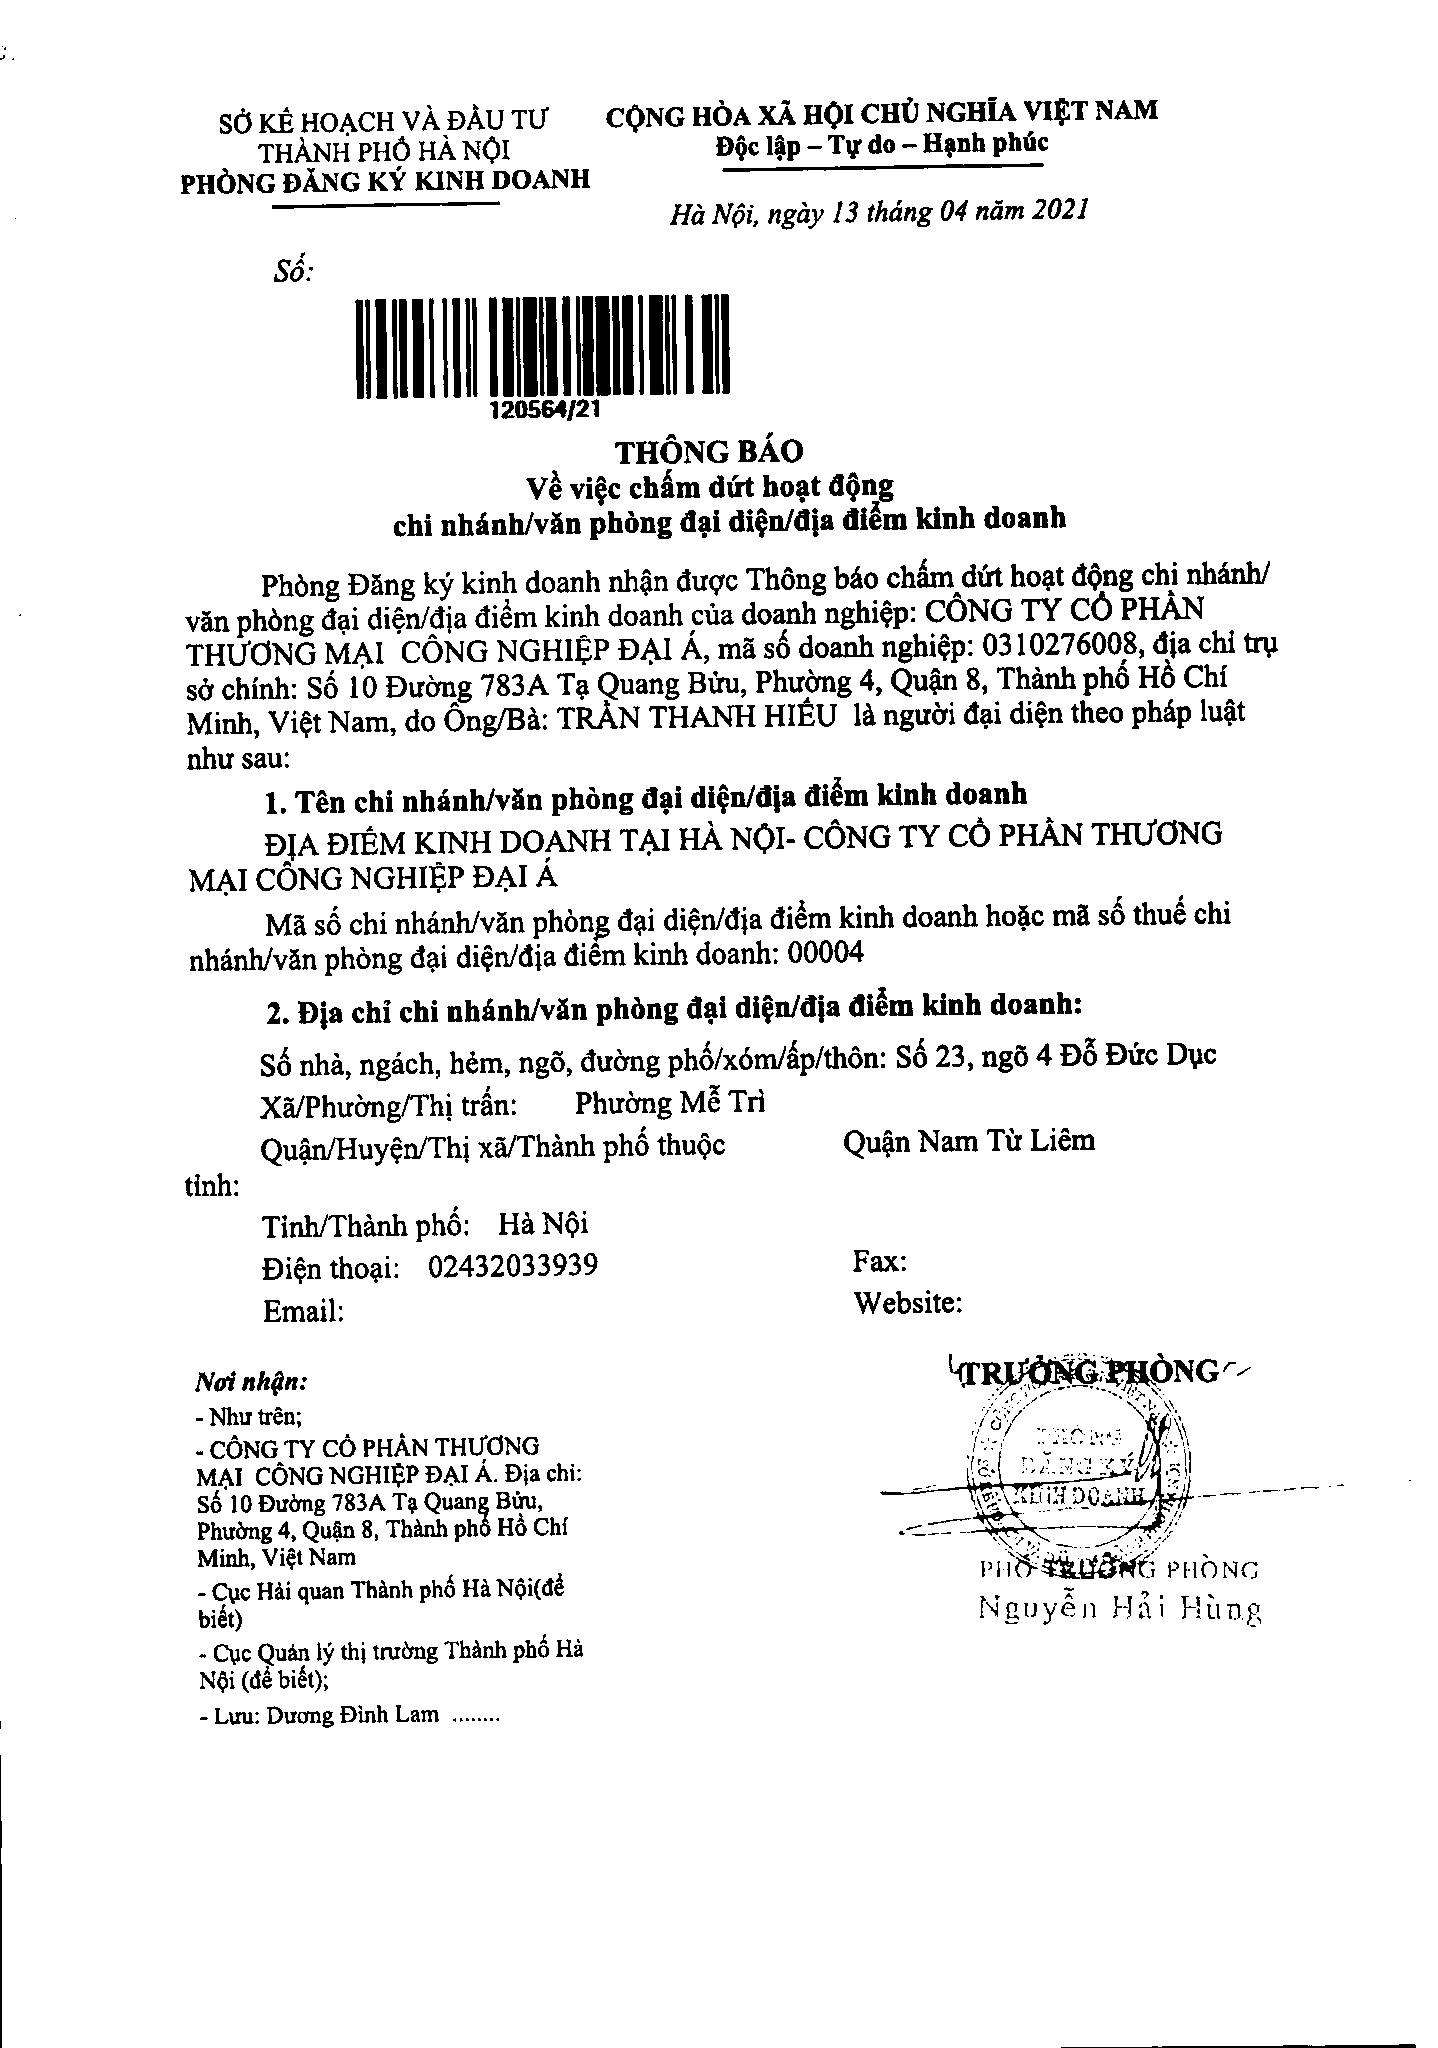 SỞ KẾ HOẠCH VÀ ĐẦU TƯ
THÀNH PHỐ HÀ NỘI
PHÒNG ĐĂNG KÝ KINH DOANH
CỘNG HÒA XÃ HỘI CHỦ NGHĨA VIỆT NAM
Độc lập – Tự do – Hạnh phúc
Hà Nội, ngày 13 tháng 04 năm 2021
Số:
120564/21
THÔNG BÁO
Về việc chấm dứt hoạt động
chi nhánh/văn phòng đại diện/địa điểm kinh doanh
Phòng Đăng ký kinh doanh nhận được Thông báo chấm dứt hoạt động chi nhánh/
văn phòng đại diện/địa điểm kinh doanh của doanh nghiệp: CÔNG TY CỔ PHẦN
THƯƠNG MẠI CÔNG NGHIỆP ĐẠI Á, mã số doanh nghiệp: 0310276008, địa chỉ trụ
sở chính: Số 10 Đường 783A Tạ Quang Bửu, Phường 4, Quận 8, Thành phố Hồ Chí
Minh, Việt Nam, do Ông/Bà: TRẦN THANH HIẾU là người đại diện theo pháp luật
như sau:
1. Tên chi nhánh/văn phòng đại diện/địa điểm kinh doanh
ĐỊA ĐIỂM KINH DOANH TẠI HÀ NỘI- CÔNG TY CỔ PHẦN THƯƠNG
MẠI CÔNG NGHIỆP ĐẠI Á
Mã số chi nhánh/văn phòng đại diện/địa điểm kinh doanh hoặc mã số thuế chi
nhánh/văn phòng đại diện/địa điểm kinh doanh: 00004
2. Địa chỉ chi nhánh/văn phòng đại diện/địa điểm kinh doanh:
Số nhà, ngách, hẻm, ngõ, đường phố/xóm/ấp/thôn: Số 23, ngõ 4 Đỗ Đức Dục
Xã/Phường/Thị trấn: Phường Mễ Trì
Quận/Huyện/Thị xã/Thành phố thuộc Quận Nam Từ Liêm
tỉnh:
Tỉnh/Thành phố: Hà Nội
Điện thoại: 02432033939 Fax:
Email: Website:
Nơi nhận:
- Như trên;
- CÔNG TY CỔ PHẦN THƯƠNG
MẠI CÔNG NGHIỆP ĐẠI Á. Địa chỉ:
Số 10 Đường 783A Tạ Quang Bửu,
Phường 4, Quận 8, Thành phố Hồ Chí
Minh, Việt Nam
- Cục Hải quan Thành phố Hà Nội(để
biết)
- Cục Quản lý thị trường Thành phố Hà
Nội (để biết);
- Lưu: Dương Đình Lam ........
TRƯỞNG PHÒNG
PHÒNG
ĐĂNG KÝ
KINH DOANH
PHÓ TRƯỞNG PHÒNG
Nguyễn Hải Hùng